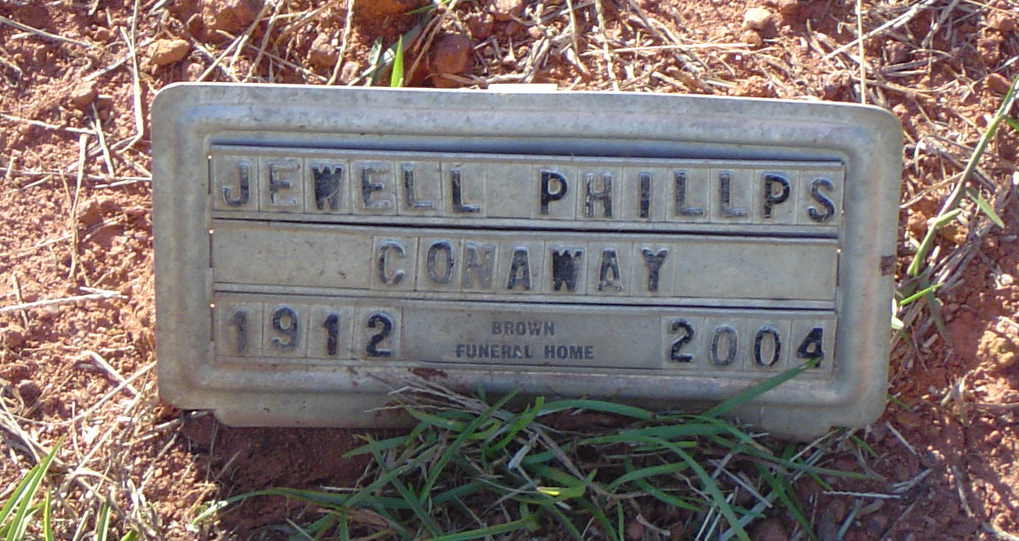 JEWELL PHILLPS
CONAWAY
1912 BROWN FUNERAL HOME 2004